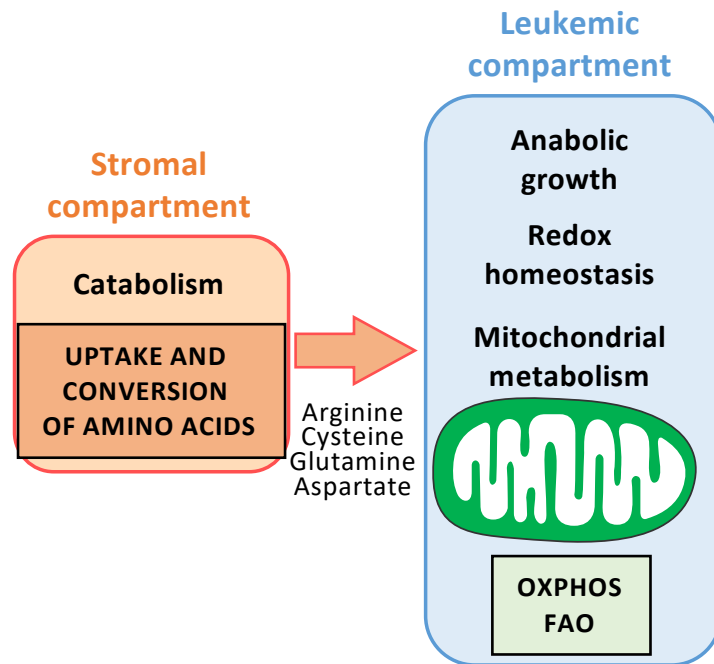 Leukemic
compartment
Stromal
compartment
Catabolism
UPTAKE AND
CONVERSION
OF AMINO ACIDS
Arginine
Cysteine
Glutamine
Aspartate
Anabolic
growth
Redox
homeostasis
Mitochondrial
metabolism
OXPHOS
FAO